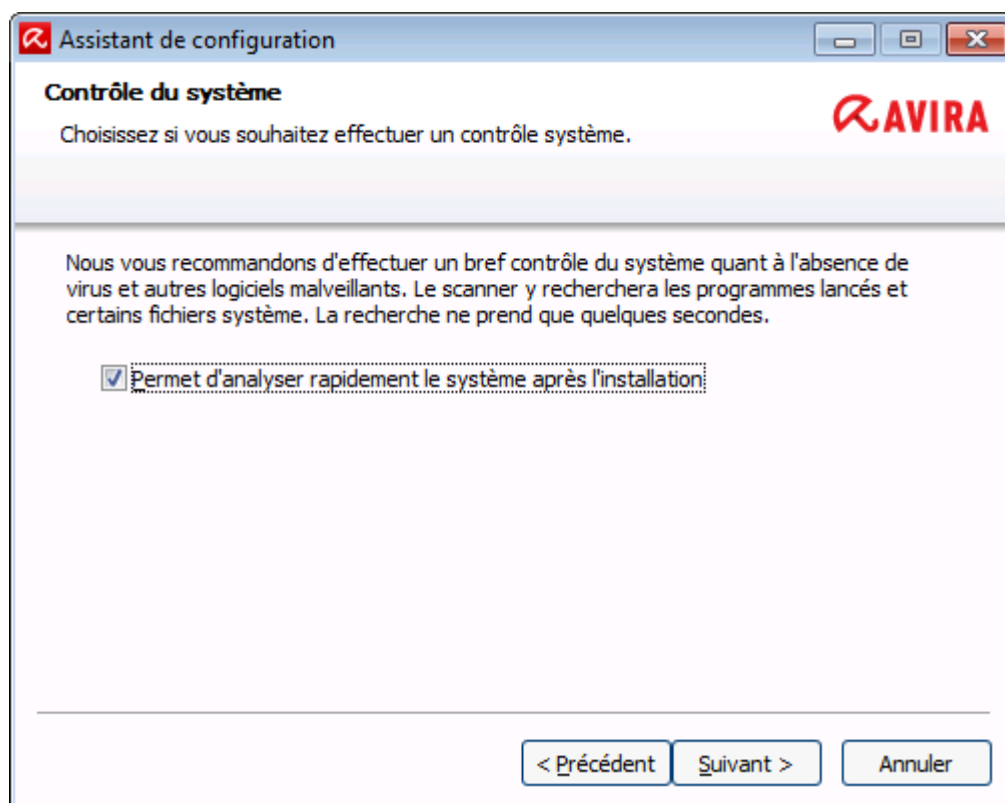 Assistant de configuration
Contrôle du système
Choisissez si vous souhaitez effectuer un contrôle système.
AVIRA
Nous vous recommandons d'effectuer un bref contrôle du système quant à l'absence de
virus et autres logiciels malveillants. Le scanner y recherchera les programmes lancés et
certains fichiers système. La recherche ne prend que quelques secondes.
Permet d'analyser rapidement le système après l'installation
< Précédent
Suivant >
Annuler